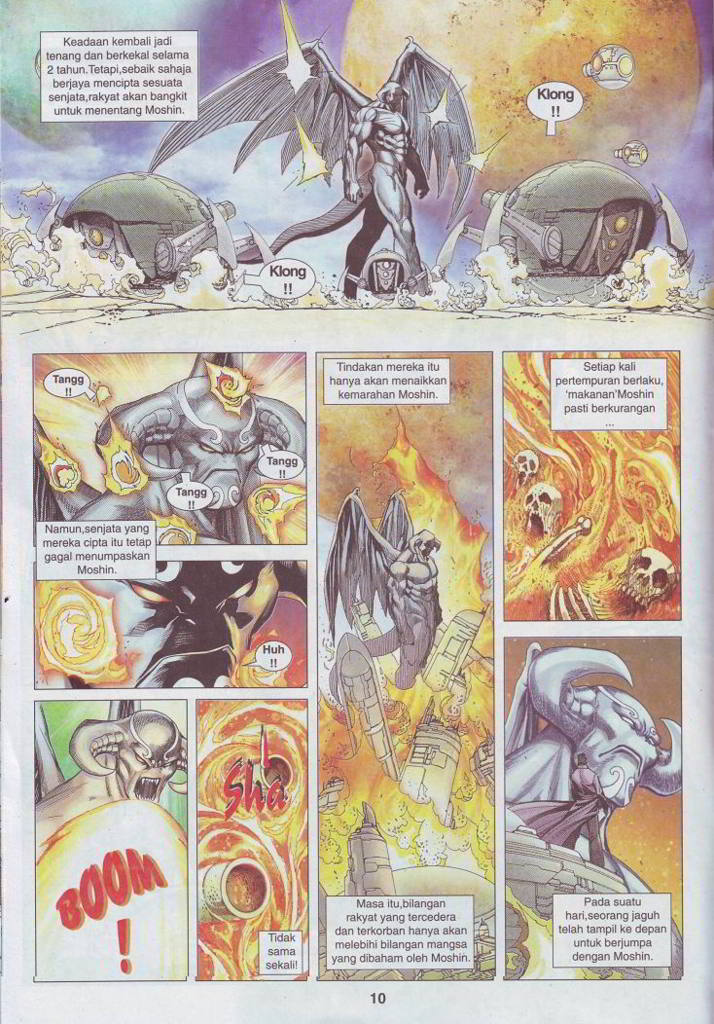 Keadaan kembali jadi
tenang dan berkekal selama
2 tahun.Tetapi,sebaik sahaja
berjaya mencipta sesuata
senjata,rakyat akan bangkit
untuk menentang Moshin.
Klong
!!
Klong
!!
Tangg
!!
Tangg
!!
Tangg
!!
Namun,senjata yang
mereka cipta itu tetap
gagal menumpaskan
Moshin.
Huh
!!
BOOM
!
Sha
!
Tidak
sama
sekali!
Tindakan mereka itu
hanya akan menaikkan
kemarahan Moshin.
Masa itu,bilangan
rakyat yang tercedera
dan terkorban hanya akan
melebihi bilangan mangsa
yang dibaham oleh Moshin.
Setiap kali
pertempuran berlaku,
'makanan'Moshin
pasti berkurangan
...
Pada suatu
hari,seorang jaguh
telah tampil ke depan
untuk berjumpa
dengan Moshin.
10